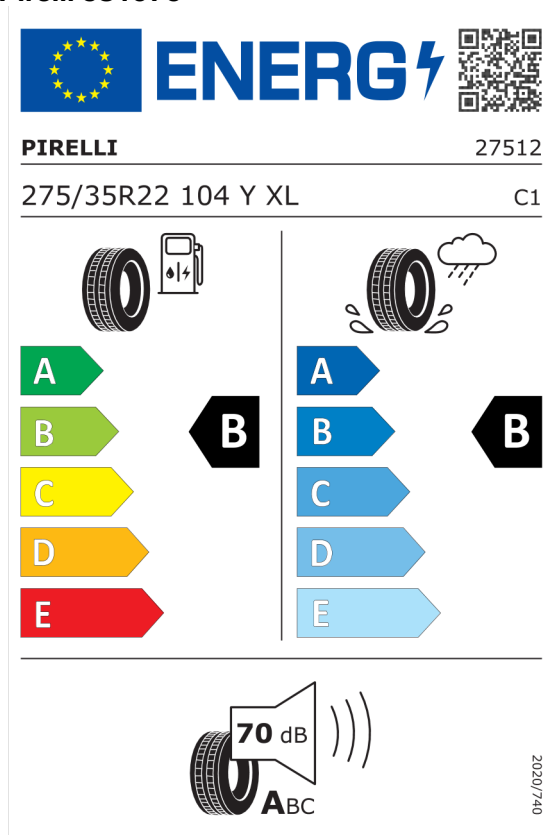 ENERG
PIRELLI
27512
275/35R22 104 Y XL
C1
A
B
C
D
E
B
A
B
C
D
E
B
70 dB
ABC
2020/740